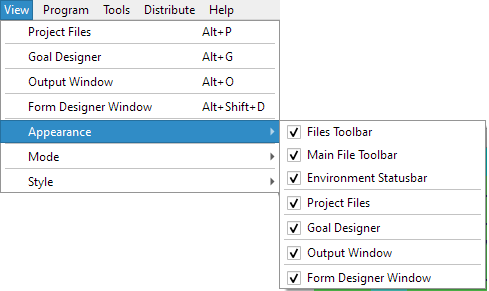 View Program Tools Distribute Help
Project Files Alt+P
Goal Designer Alt+G
Output Window Alt+O
Form Designer Window Alt+Shift+D
Appearance
Mode
Style
Files Toolbar
Main File Toolbar
Environment Statusbar
Project Files
Goal Designer
Output Window
Form Designer Window